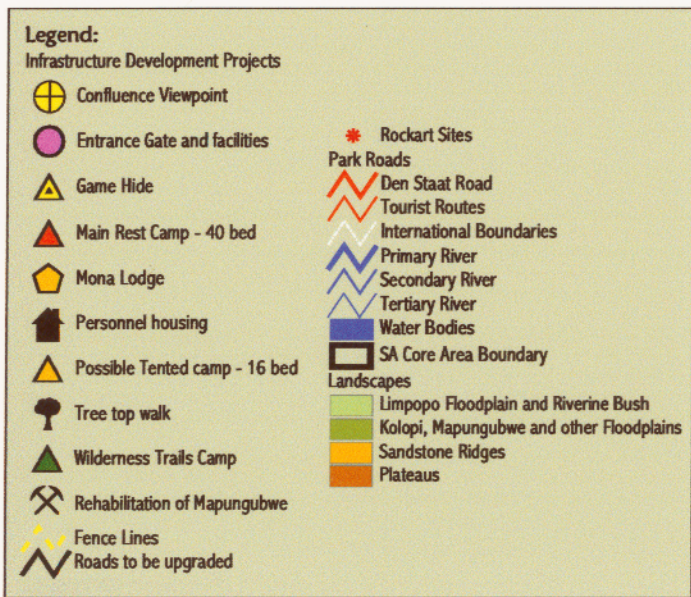 Legend:
Infrastructure Development Projects
Confluence Viewpoint
Entrance Gate and facilities
Game Hide
Main Rest Camp - 40 bed
Mona Lodge
Personnel housing
Possible Tented camp - 16 bed
Tree top walk
Wilderness Trails Camp
Rehabilitation of Mapungubwe
Fence Lines
Roads to be upgraded
Rockart Sites
Park Roads
Den Staat Road
Tourist Routes
International Boundaries
Primary River
Secondary River
Tertiary River
Water Bodies
SA Core Area Boundary
Landscapes
Limpopo Floodplain and Riverine Bush
Kolopi, Mapungubwe and other Floodplains
Sandstone Ridges
Plateaus